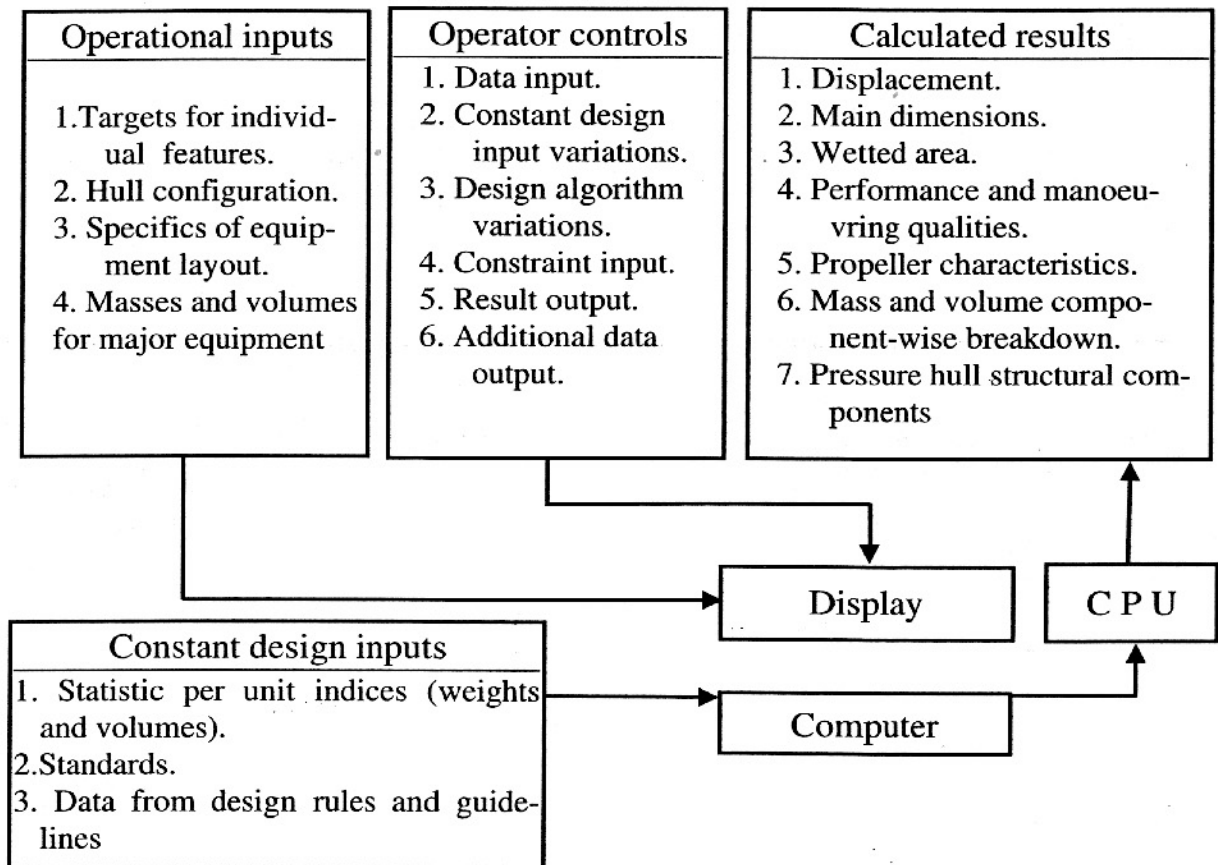 Operational inputs
1.Targets for individ-
ual features.
2. Hull configuration.
3. Specifics of equip-
ment layout.
4. Masses and volumes
for major equipment
Operator controls
1. Data input.
2. Constant design
input variations.
3. Design algorithm
variations.
4. Constraint input.
5. Result output.
6. Additional data
output.
Calculated results
1. Displacement.
2. Main dimensions.
3. Wetted area.
4. Performance and manoeu-
vring qualities.
5. Propeller characteristics.
6. Mass and volume compo-
nent-wise breakdown.
7. Pressure hull structural com-
ponents
Display
C P U
Constant design inputs
1. Statistic per unit indices (weights
and volumes).
2.Standards.
3. Data from design rules and guide-
lines
Computer